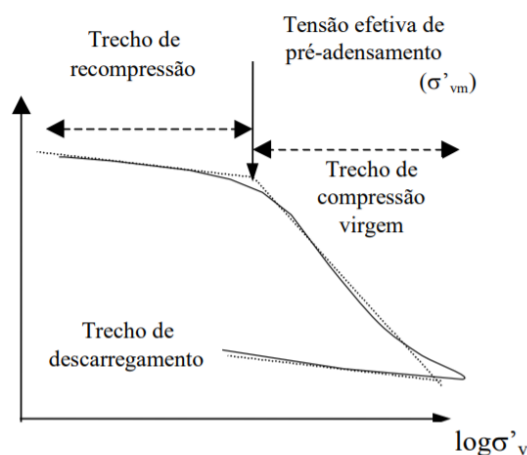 Trecho de
recompressão
Tensão efetiva de
pré-adensamento
(σ'vm)
Trecho de
compressão
virgem
Trecho de
descarregamento
logσ'v